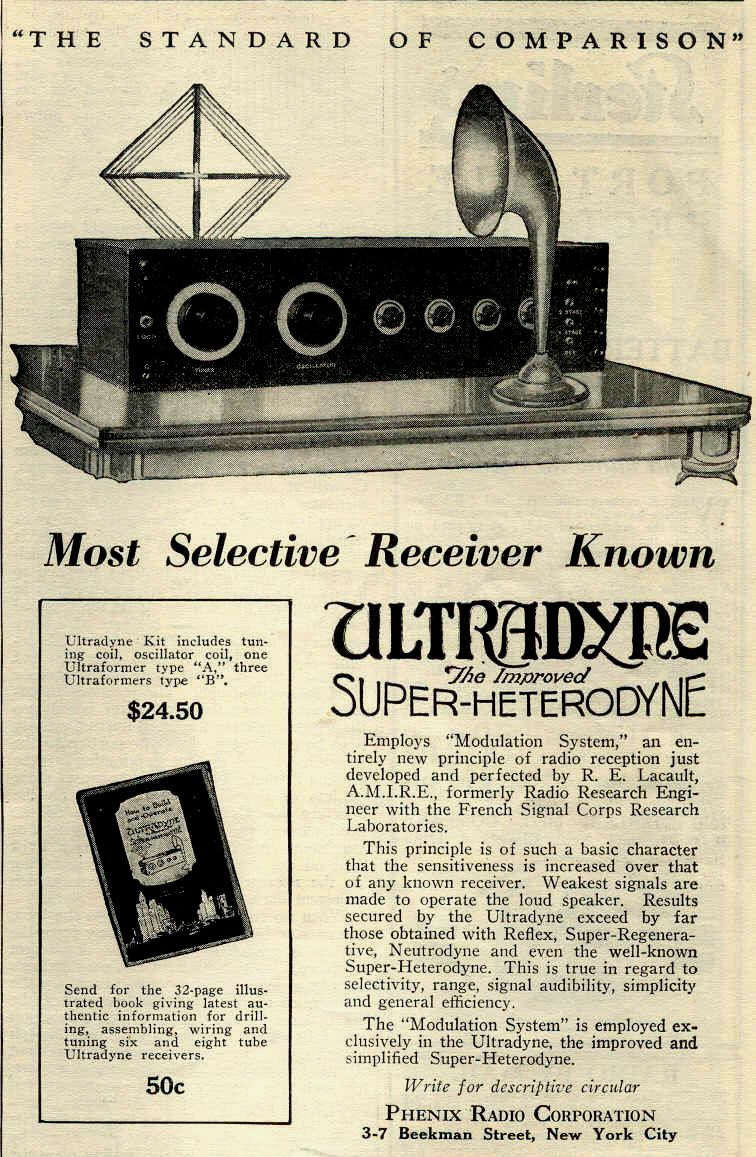 “THE STANDARD OF COMPARISON”
LOOP
TUNER
OSCILLATOR
Most Selective Receiver Known
Ultradyne Kit includes tun-
ing coil, oscillator coil, one
Ultraformer type “A,” three
Ultraformers type “B”.
$24.50
How to Build
and Operate
ULTRADYNE
Send for the 32-page illus-
trated book giving latest au-
thentic information for drill-
ing, assembling, wiring and
tuning six and eight tube
Ultradyne receivers.
50c
ULTRADYNE
The Improved
SUPER-HETERODYNE
Employs “Modulation System,” an en-
tirely new principle of radio reception just
developed and perfected by R. E. Lacault,
A.M.I.R.E., formerly Radio Research Engi-
neer with the French Signal Corps Research
Laboratories.
This principle is of such a basic character
that the sensitiveness is increased over that
of any known receiver. Weakest signals are
made to operate the loud speaker. Results
secured by the Ultradyne exceed by far
those obtained with Reflex, Super-Regenera-
tive, Neutrodyne and even the well-known
Super-Heterodyne. This is true in regard to
selectivity, range, signal audibility, simplicity
and general efficiency.
The “Modulation System” is employed ex-
clusively in the Ultradyne, the improved and
simplified Super-Heterodyne.
Write for descriptive circular
PHENIX RADIO CORPORATION
3-7 Beekman Street, New York City